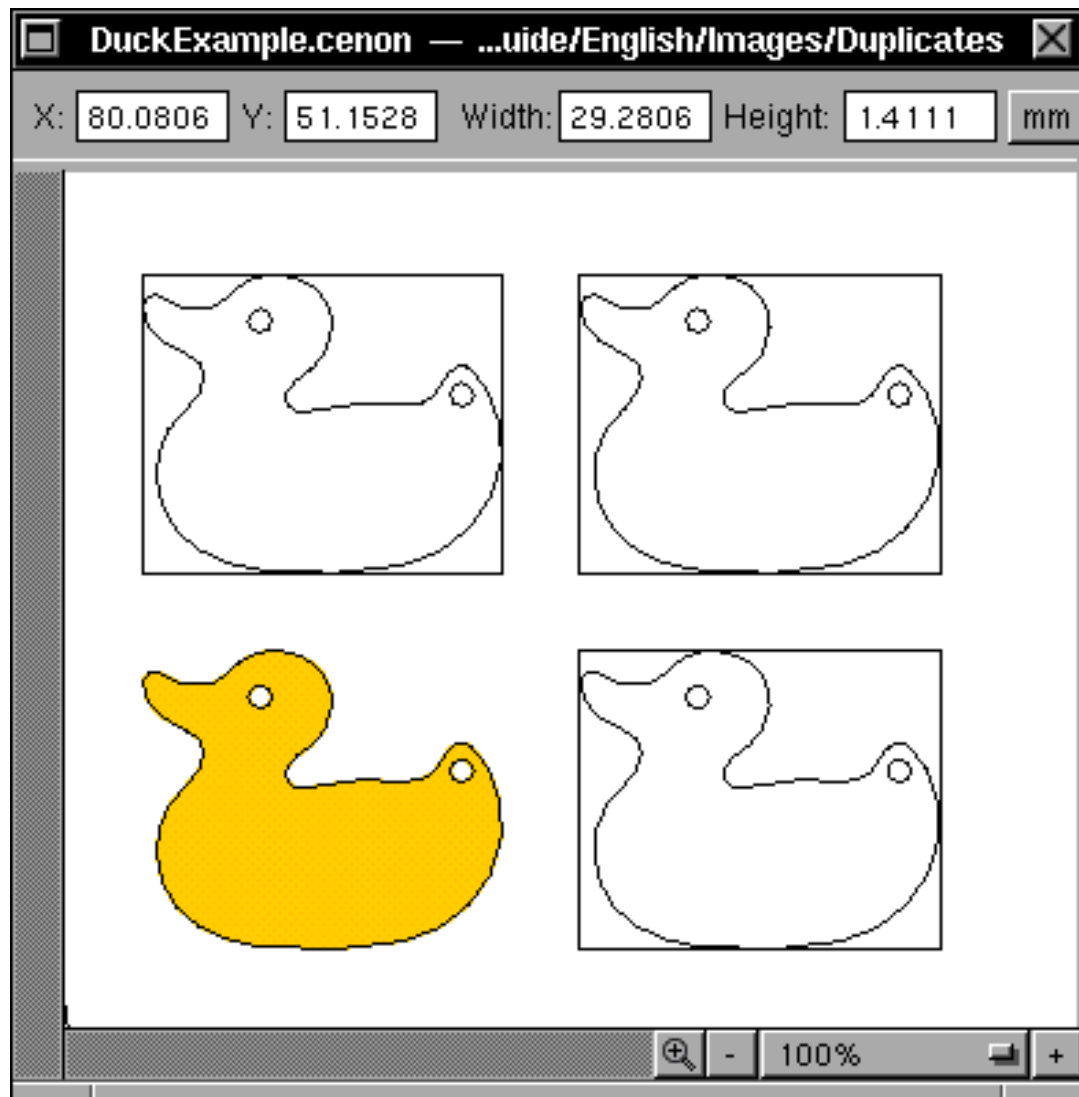 DuckExample.cenon — ...uide/English/Images/Duplicates
X: 80.0806 Y: 51.1528 Width: 29.2806 Height: 1.4111 mm
- 100% +